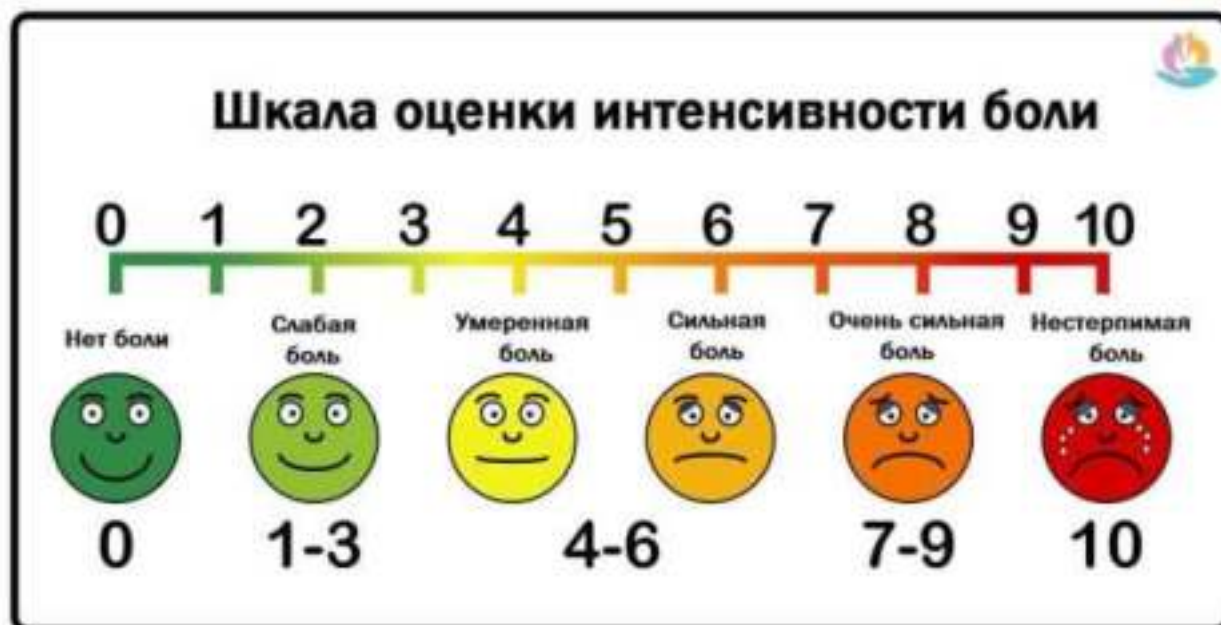 Шкала оценки интенсивности боли
0 1 2 3 4 5 6 7 8 9 10
Нет боли
Слабая
боль
Умеренная
боль
Сильная
боль
Очень сильная
боль
Нестерпимая
боль
0 1-3 4-6 7-9 10